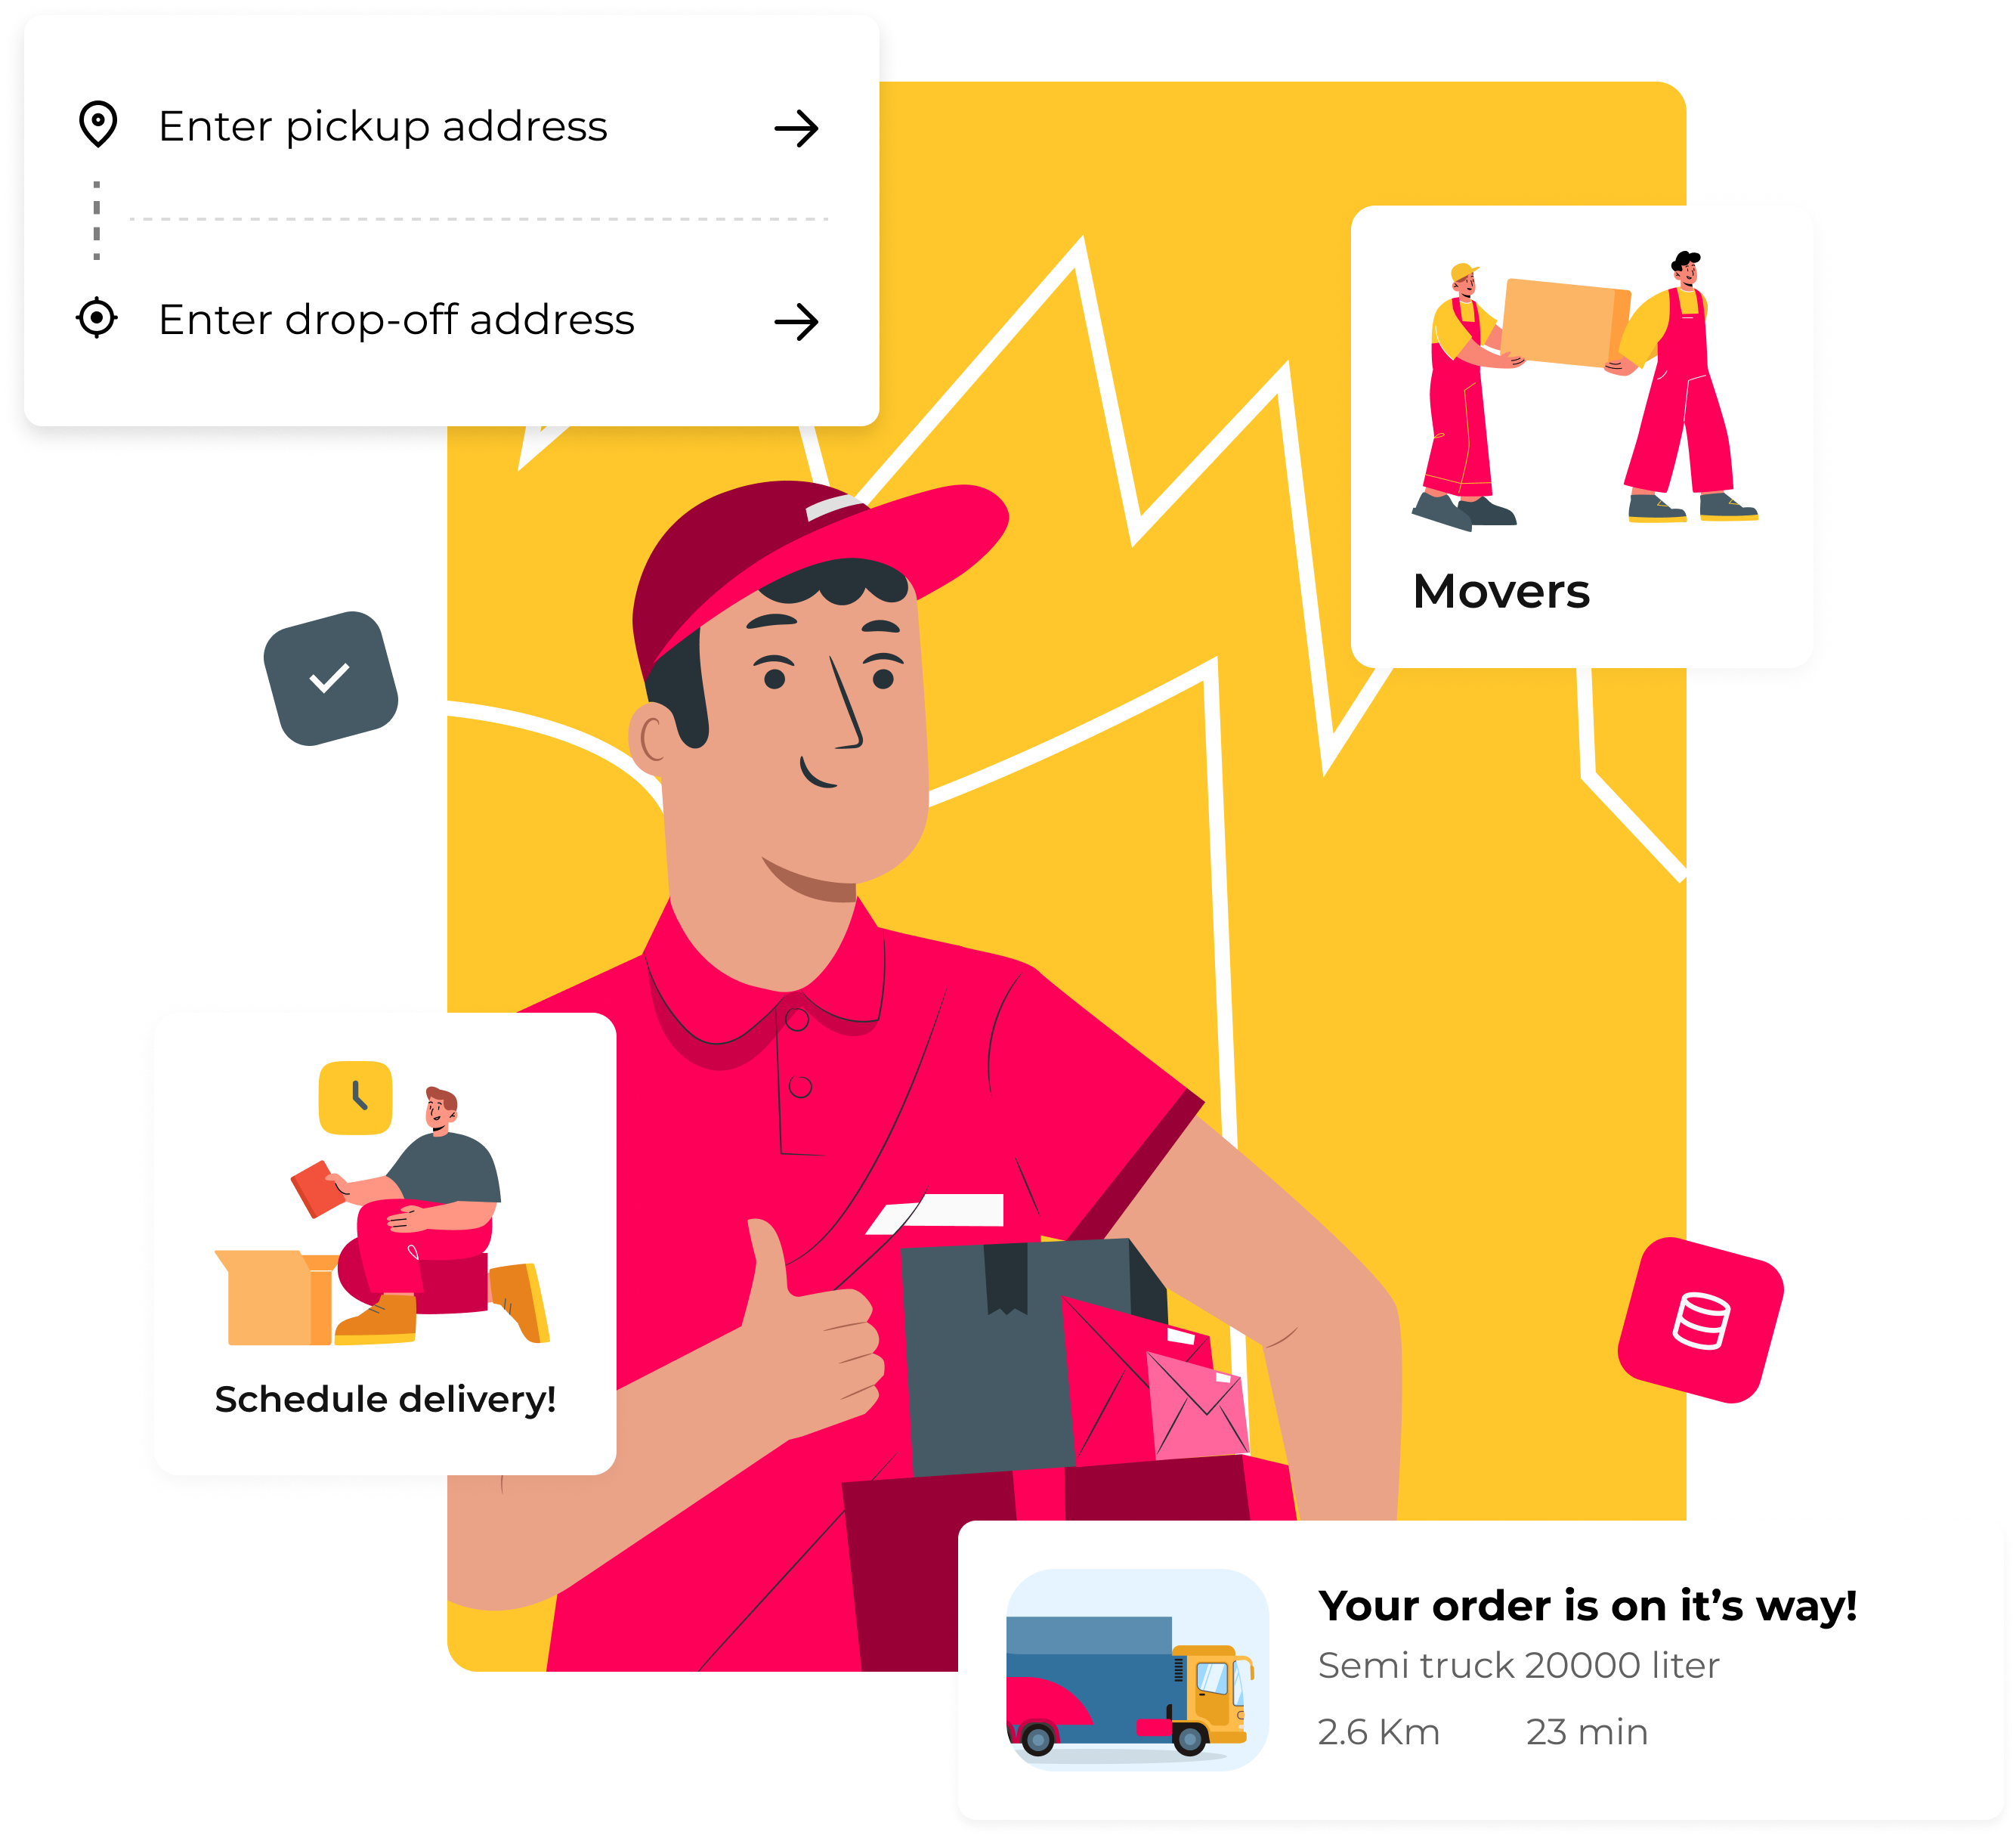 Enter pickup address
Enter drop-off address
Movers
Schedule delivery!
Your order is on it’s way!
Semi truck 20000 liter
2.6 Km 23 min